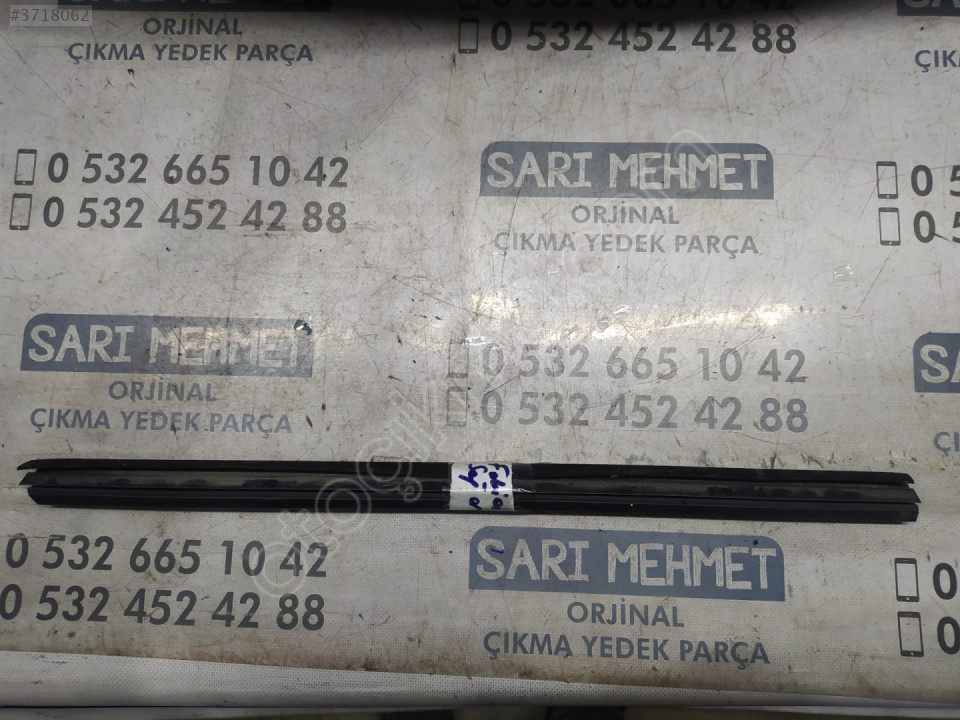 #3718062
ORJİNAL
ÇIKMA YEDEK PARÇA
0 532 452 42 88
0 532 665 10 42
0 532 452 42 88
SARI MEHMET
ORJİNAL
ÇIKMA YEDEK PARÇA
SARI MEHMET
ORJİNAL
ÇIKMA YEDEK PARÇA
0 532 665 10 42
0 532 452 42 88
0 532 665 10 42
0 532 452 42 88
SARI MEHMET
ORJİNAL
ÇIKMA YEDEK PARÇA